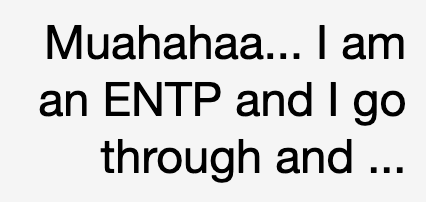 Muahahaa... I am
an ENTP and I go
through and ...